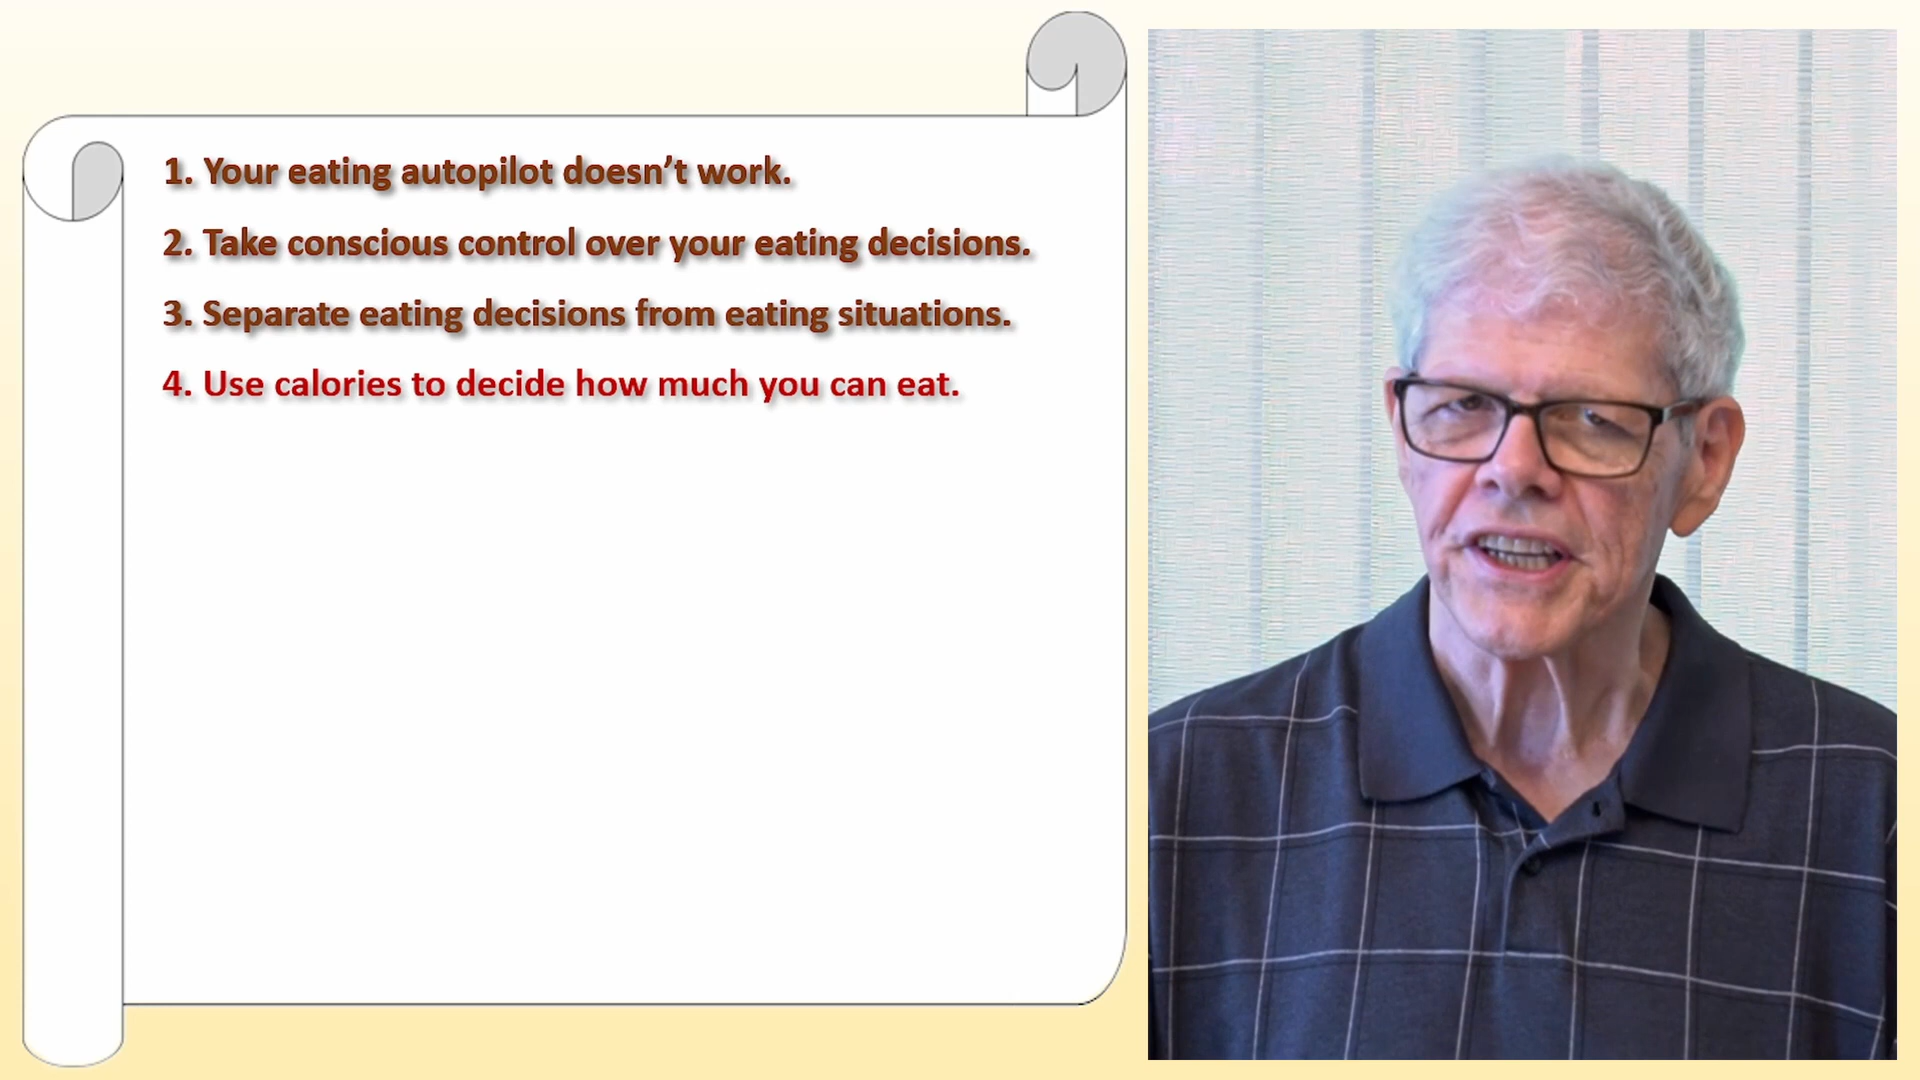 1. Your eating autopilot doesn’t work.
2. Take conscious control over your eating decisions.
3. Separate eating decisions from eating situations.
4. Use calories to decide how much you can eat.